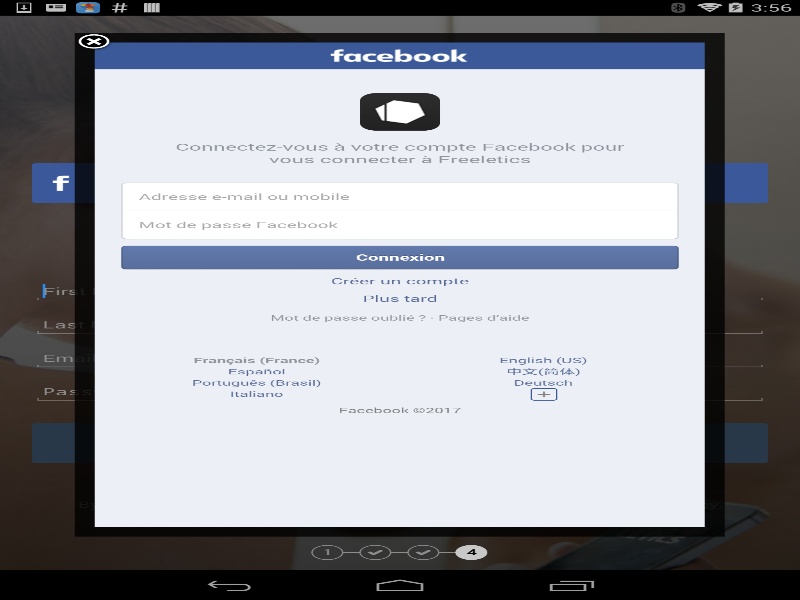 3:56
facebook
Connectez-vous à votre compte Facebook pour
vous connecter à Freeletics
f
Adresse e-mail ou mobile
Mot de passe Facebook
Connexion
Créer un compte
First
Plus tard
Mot de passe oublié ? · Pages d'aide
Last
Français (France)
English (US)
Email
Español
中文(简体)
Português (Brasil)
Deutsch
Italiano
Pass
Facebook ©2017
1
4